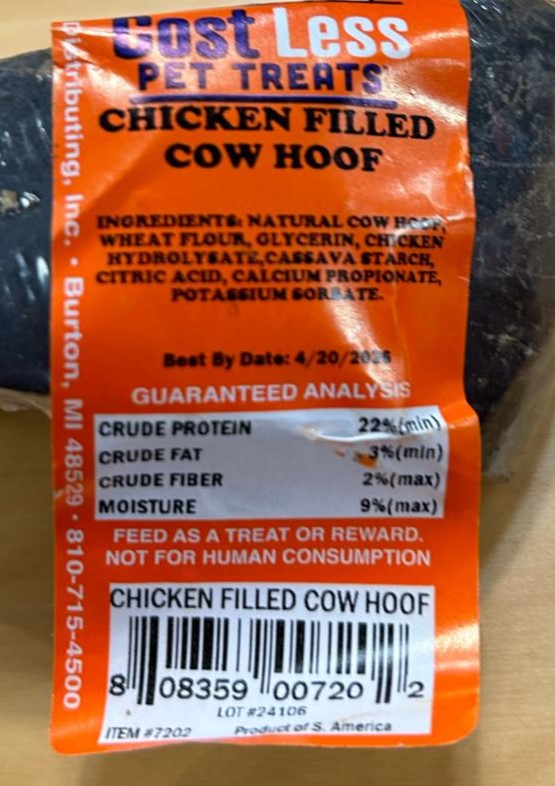 Cost Less
PET TREATS
CHICKEN FILLED
COW HOOF
INGREDIENTS: NATURAL COW HOOF,
WHEAT FLOUR, GLYCERIN, CHICKEN
HYDROLYSATE,CASSAVA STARCH,
CITRIC ACID, CALCIUM PROPIONATE,
POTASSIUM SORBATE.
Best By Date: 4/20/2026
GUARANTEED ANALYSIS
CRUDE PROTEIN 22%(min)
CRUDE FAT 3%(min)
CRUDE FIBER 2%(max)
MOISTURE 9%(max)
FEED AS A TREAT OR REWARD.
NOT FOR HUMAN CONSUMPTION
CHICKEN FILLED COW HOOF
8 08359 00720 2
LOT #24106
ITEM #7202 Product of S. America
Distributing, Inc. • Burton, MI 48529 • 810-715-4500